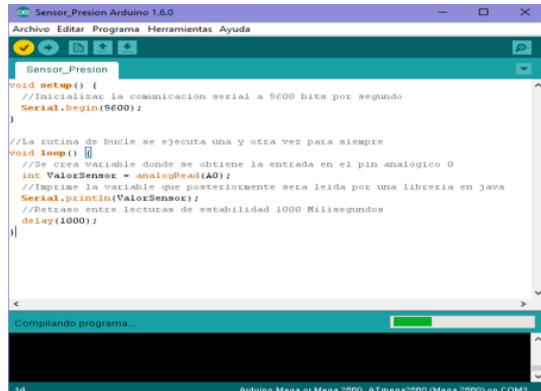 Sensor_Presion Arduino 1.6.0
Archivo Editar Programa Herramientas Ayuda
Sensor_Presion
void setup() {
//Inicializar la comunicación serial a 9600 bits por segundo
Serial.begin(9600);
}
//La rutina de bucle se ejecuta una y otra vez para siempre
void loop() {
//Se crea variable donde se obtiene la entrada en el pin analógico 0
int ValorSensor = analogRead(A0);
//Imprime la variable que posteriormente sera leida por una libreria en java
Serial.println(ValorSensor);
//Retraso entre lecturas de estabilidad 1000 Milisegundos
delay(1000);
}
Compilando programa...
14 Arduino Mega or Mega 2560, ATmega2560 (Mega 2560) on COM3